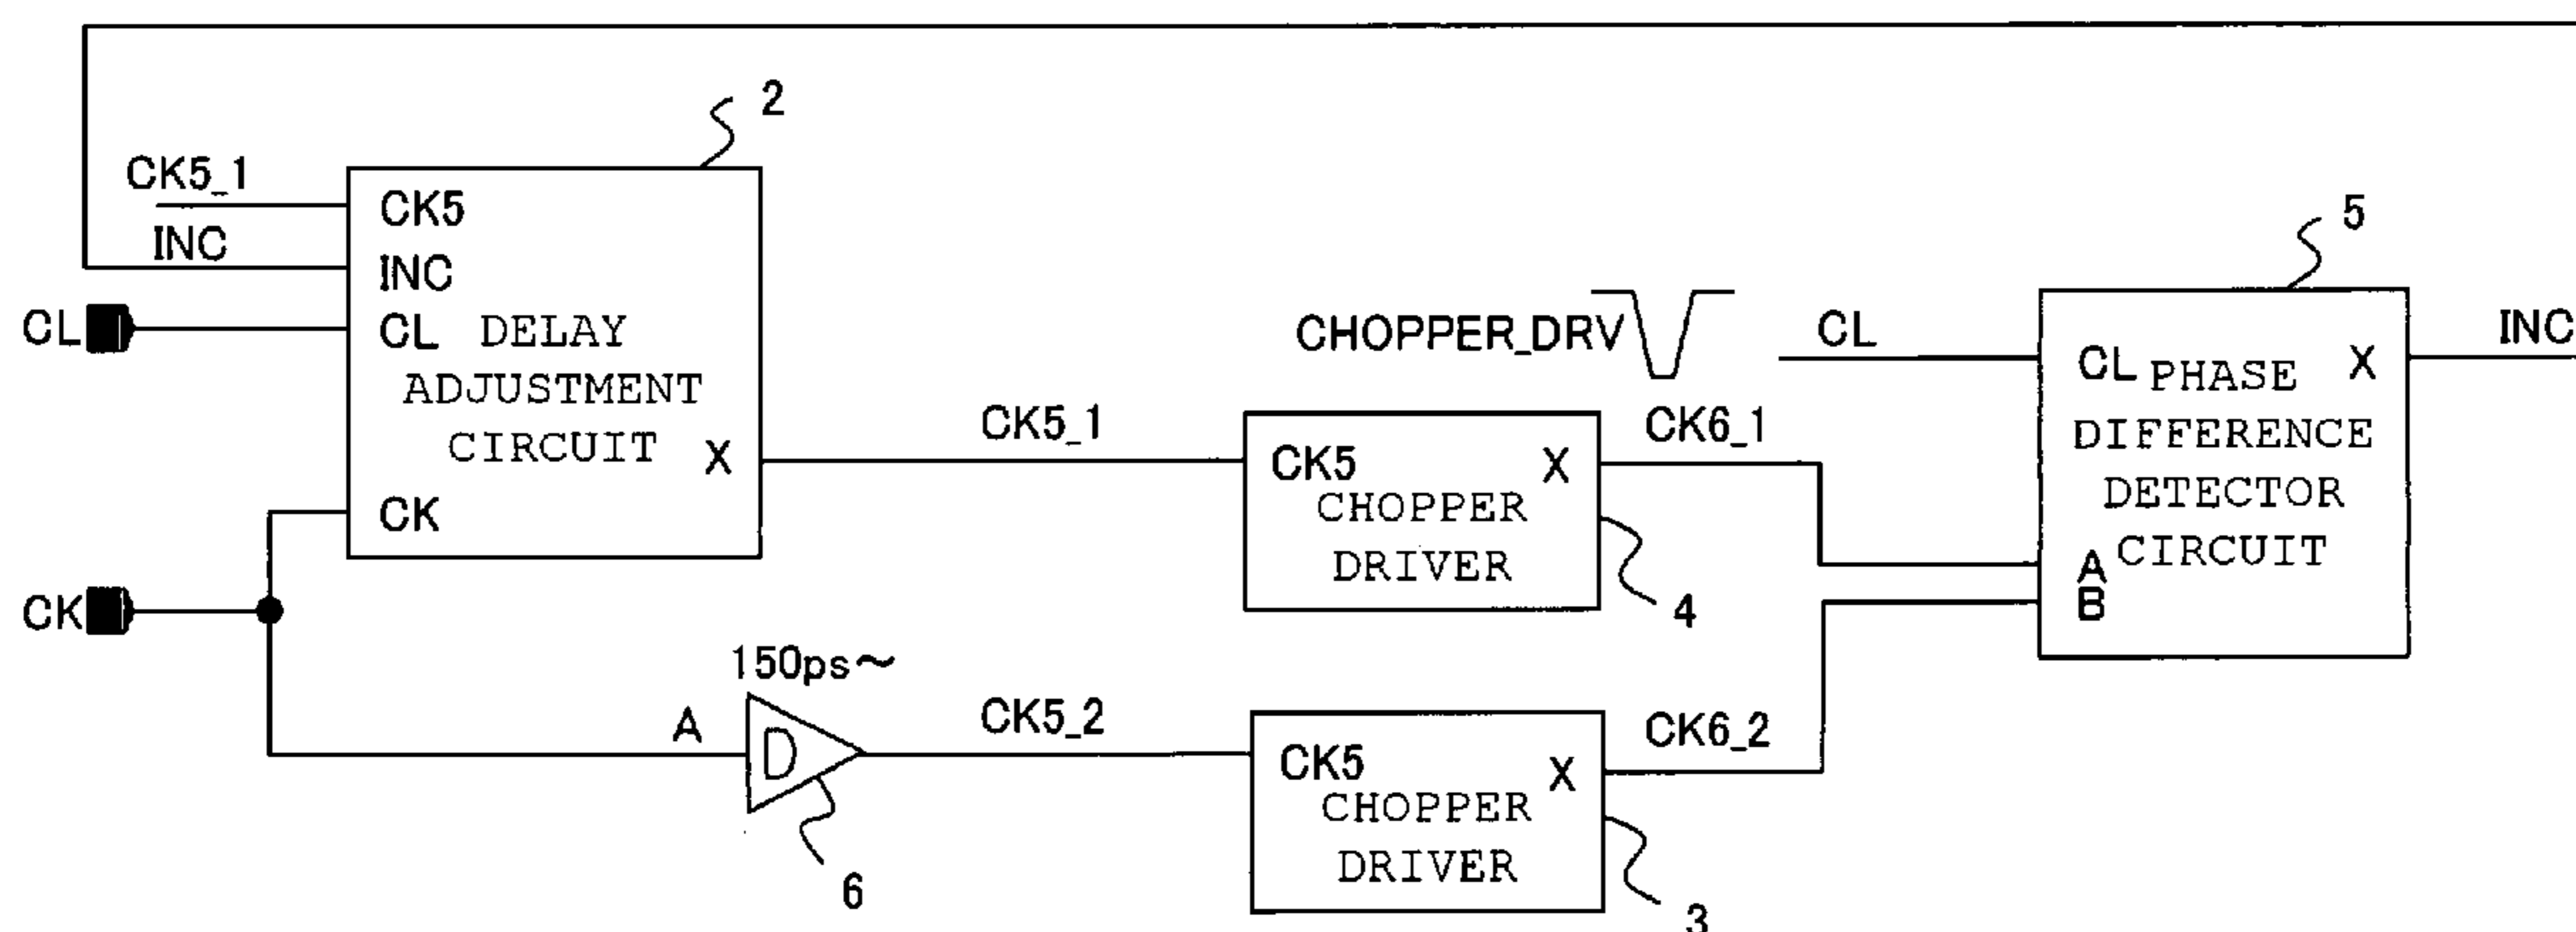 2
CK5_1
CK5
INC
INC
CL
CL
DELAY
ADJUSTMENT
CIRCUIT
X
CK
CK
CK5_1
CHOPPER_DRV
CK5
X
CHOPPER
DRIVER
4
CK6_1
5
CL
CL
PHASE
DIFFERENCE
DETECTOR
CIRCUIT
X
A
B
INC
150ps~
A
D
6
CK5_2
CK5
X
CHOPPER
DRIVER
3
CK6_2